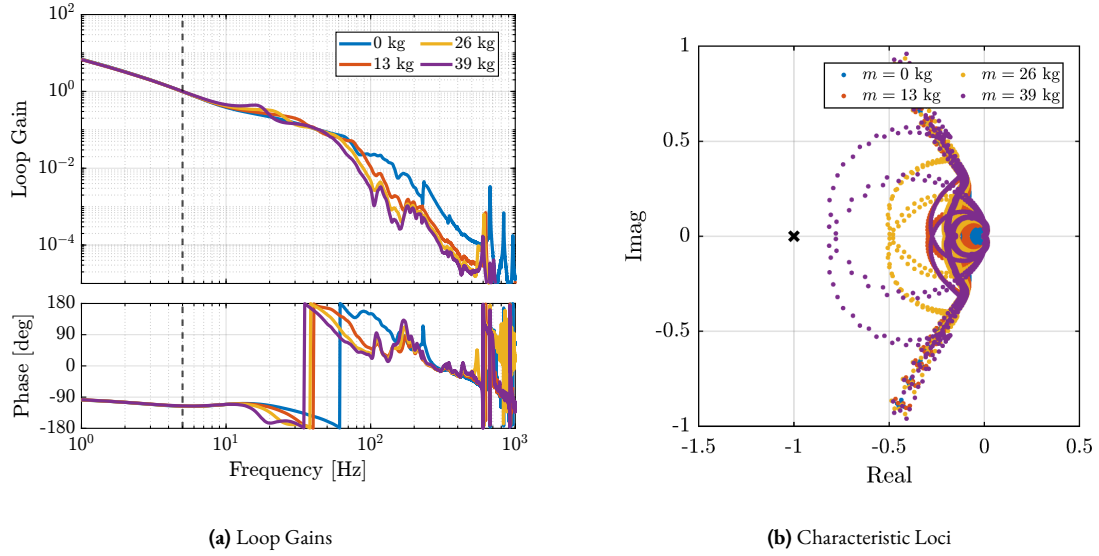 10^2
10^0
10^-2
10^-4
Loop Gain
0 kg
26 kg
13 kg
39 kg
180
90
0
-90
-180
Phase [deg]
10^0
10^1
10^2
10^3
Frequency [Hz]
(a) Loop Gains
1
0.5
0
-0.5
-1
Imag
m = 0 kg
m = 26 kg
m = 13 kg
m = 39 kg
-1.5
-1
-0.5
0
0.5
Real
(b) Characteristic Loci